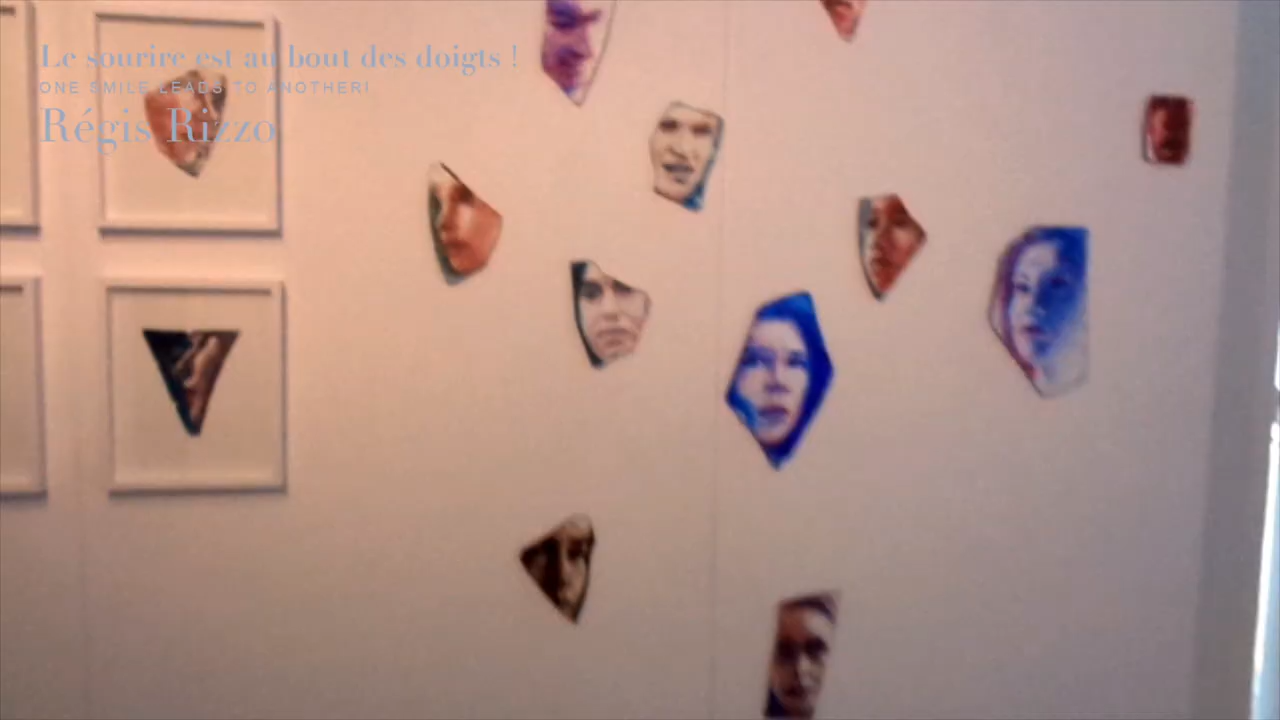 Le sourire est au bout des doigts !
ONE SMILE LEADS TO ANOTHER!
Régis Rizzo